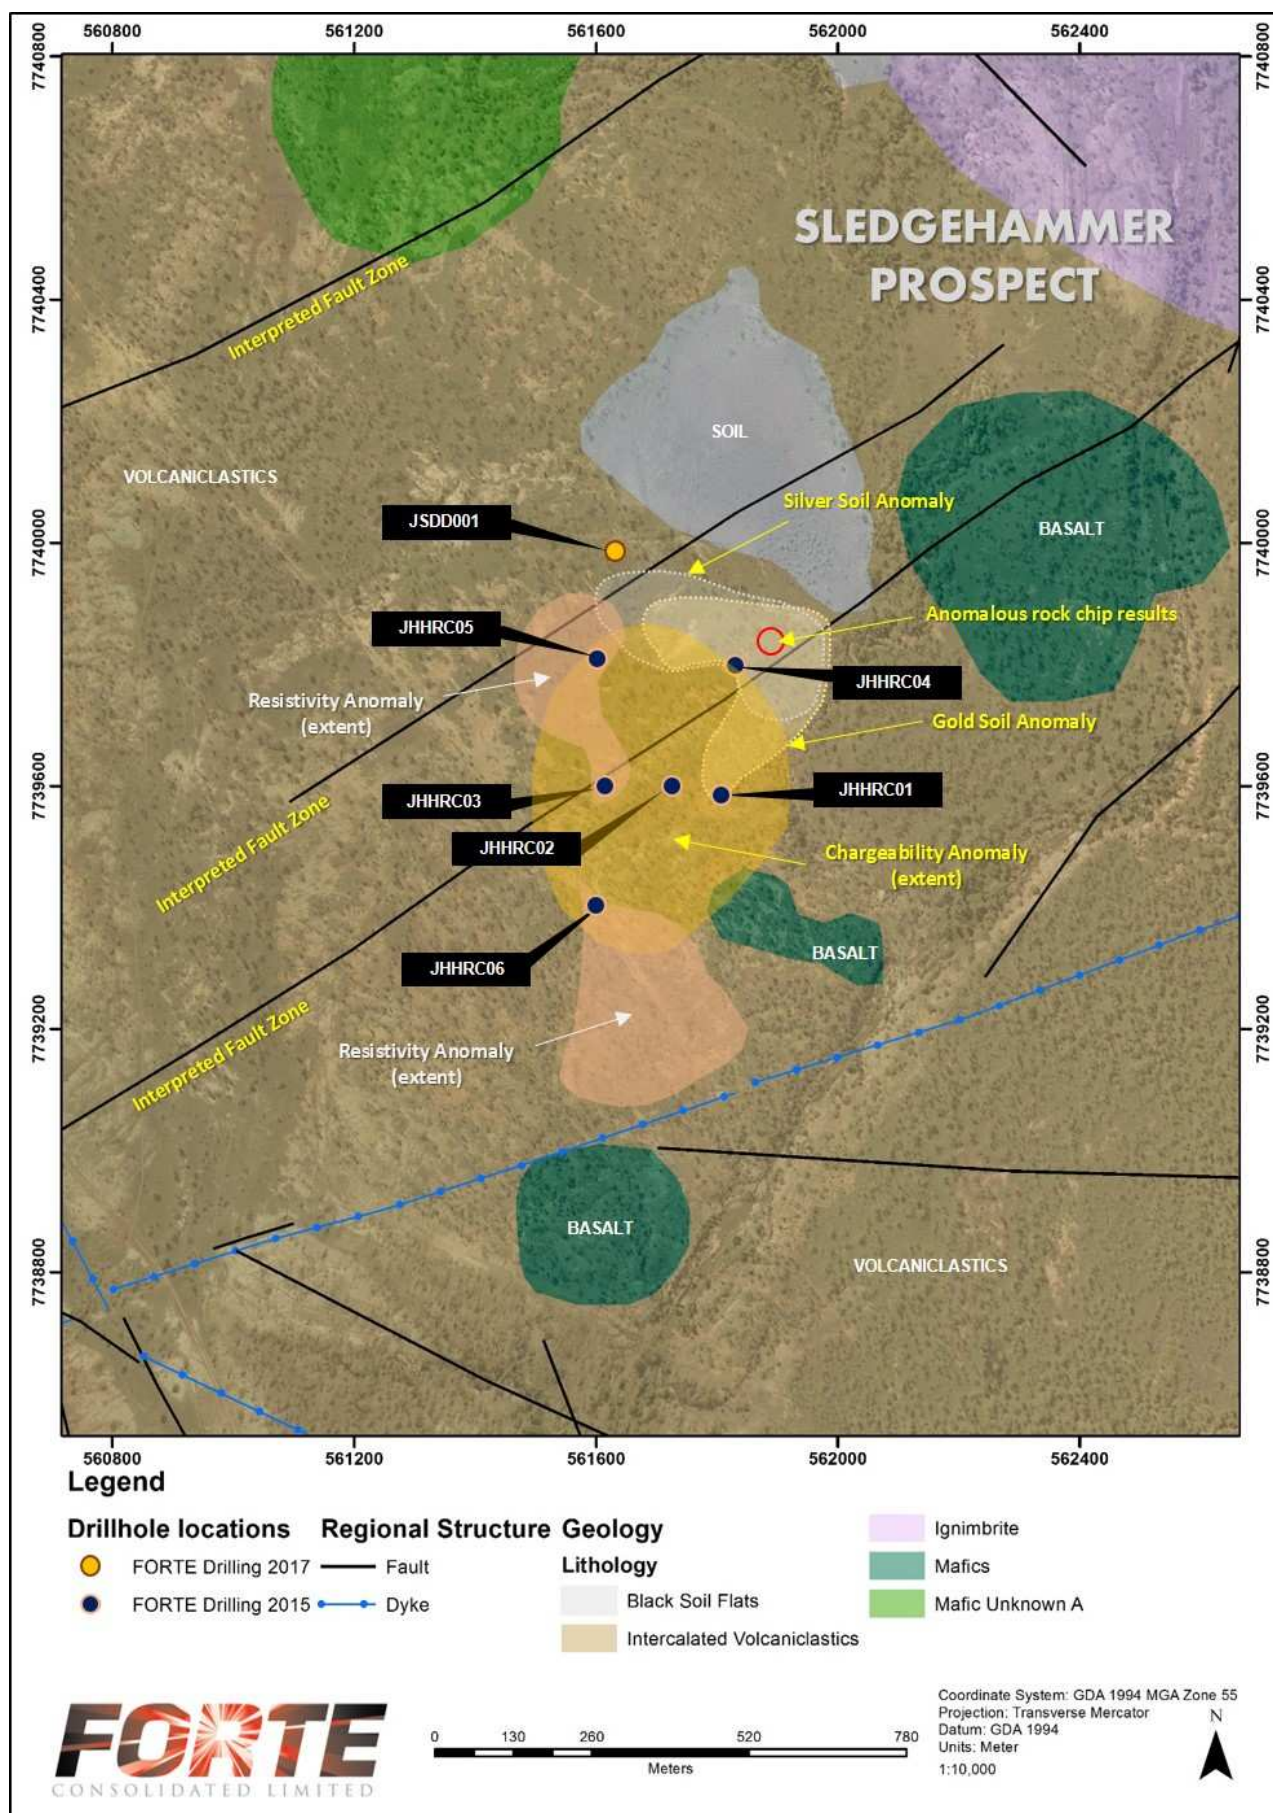 560800 561200 561600 562000 562400
7740800 7740800
SLEDGEHAMMER
PROSPECT
7740400 7740400
Interpreted Fault Zone
SOIL
VOLCANICLASTICS
Silver Soil Anomaly
JSDD001
BASALT
7740000 7740000
Anomalous rock chip results
JHHRC05
JHHRC04
Resistivity Anomaly
(extent)
Gold Soil Anomaly
7739600 7739600
JHHRC03
JHHRC01
JHHRC02
Interpreted Fault Zone
Chargeability Anomaly
(extent)
BASALT
JHHRC06
Interpreted Fault Zone
7739200 7739200
Resistivity Anomaly
(extent)
BASALT
VOLCANICLASTICS
7738800 7738800
560800 561200 561600 562000 562400
Legend
Drillhole locations
FORTE Drilling 2017
FORTE Drilling 2015
Regional Structure
Fault
Dyke
Geology
Lithology
Black Soil Flats
Intercalated Volcaniclastics
Ignimbrite
Mafics
Mafic Unknown A
FORTE
CONSOLIDATED LIMITED
0 130 260 520 780
Meters
Coordinate System: GDA 1994 MGA Zone 55
Projection: Transverse Mercator
Datum: GDA 1994
Units: Meter
1:10,000
N